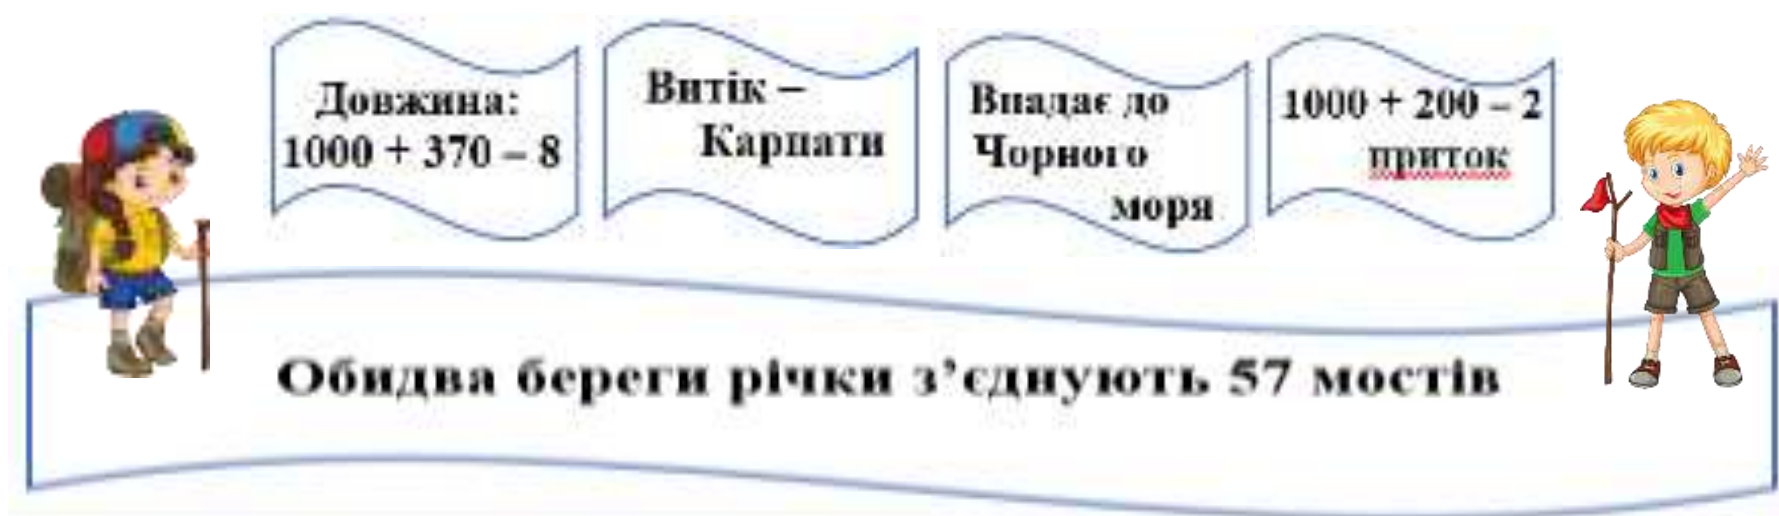 Довжина:
1000 + 370 – 8
Витік –
Карпати
Впадає до
Чорного
моря
1000 + 200 – 2
приток
Обидва береги річки з’єднують 57 мостів